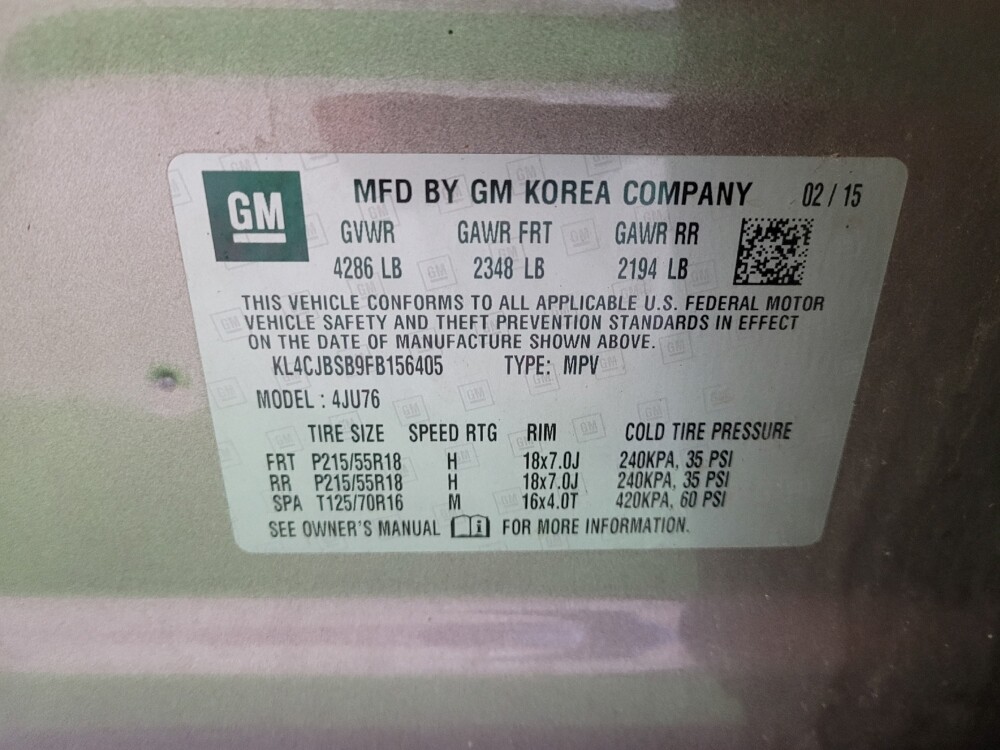 GM MFD BY GM KOREA COMPANY 02 / 15
GVWR GAWR FRT GAWR RR
4286 LB 2348 LB 2194 LB
THIS VEHICLE CONFORMS TO ALL APPLICABLE U.S. FEDERAL MOTOR
VEHICLE SAFETY AND THEFT PREVENTION STANDARDS IN EFFECT
ON THE DATE OF MANUFACTURE SHOWN ABOVE.
KL4CJBSB9FB156405 TYPE: MPV
MODEL : 4JU76
TIRE SIZE SPEED RTG RIM COLD TIRE PRESSURE
FRT P215/55R18 H 18x7.0J 240KPA, 35 PSI
RR P215/55R18 H 18x7.0J 240KPA, 35 PSI
SPA T125/70R16 M 16x4.0T 420KPA, 60 PSI
SEE OWNER'S MANUAL i FOR MORE INFORMATION.